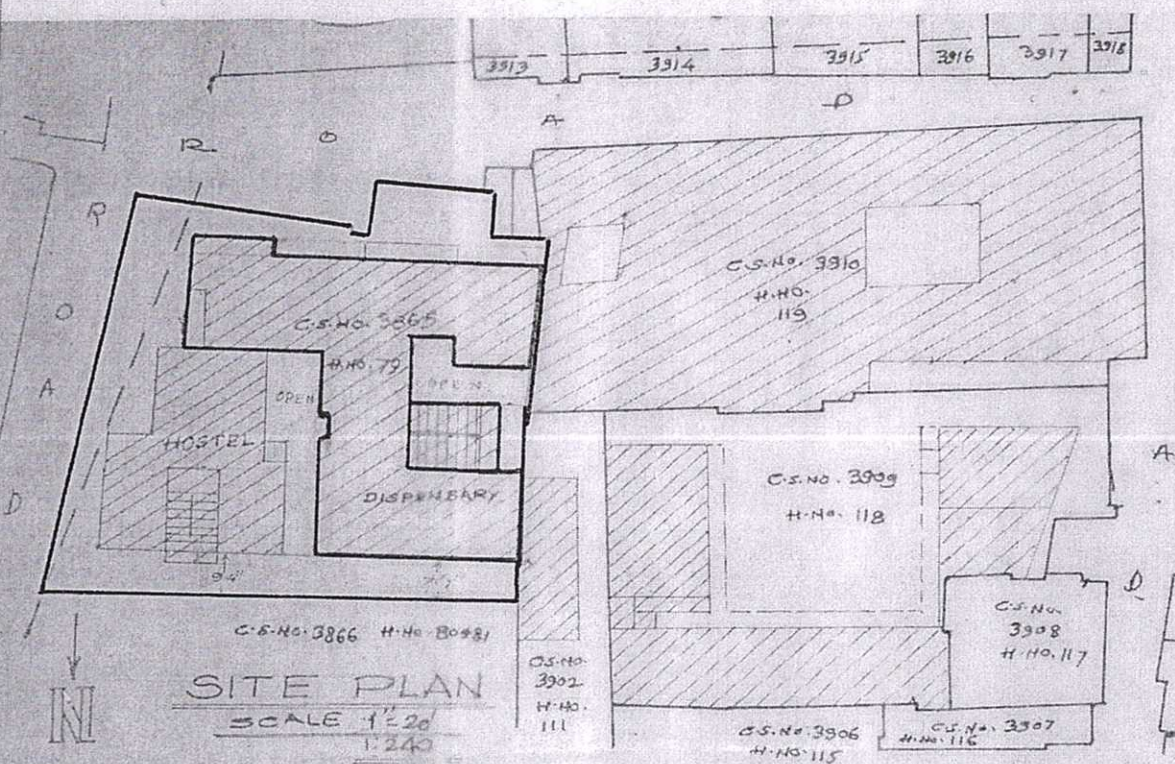 3913 3914 3915 3916 3917 3918
R O A D
R O A D
C.S.NO. 3910
H.NO.
119
C.S.NO. 3865
H.NO. 79
OPEN
OPEN
HOSTEL
DISPENSARY
C.S.NO. 3909
H.NO. 118
A
D
9'4"
C.S.NO. 3908
H.NO. 117
C.S.NO. 3866 H.NO. 80&81
C.S.NO.
3902
H.NO.
111
C.S.NO. 3906
H.NO. 115
C.S.NO. 3907
H.NO. 116
N
SITE PLAN
SCALE 1"=20'
1:240